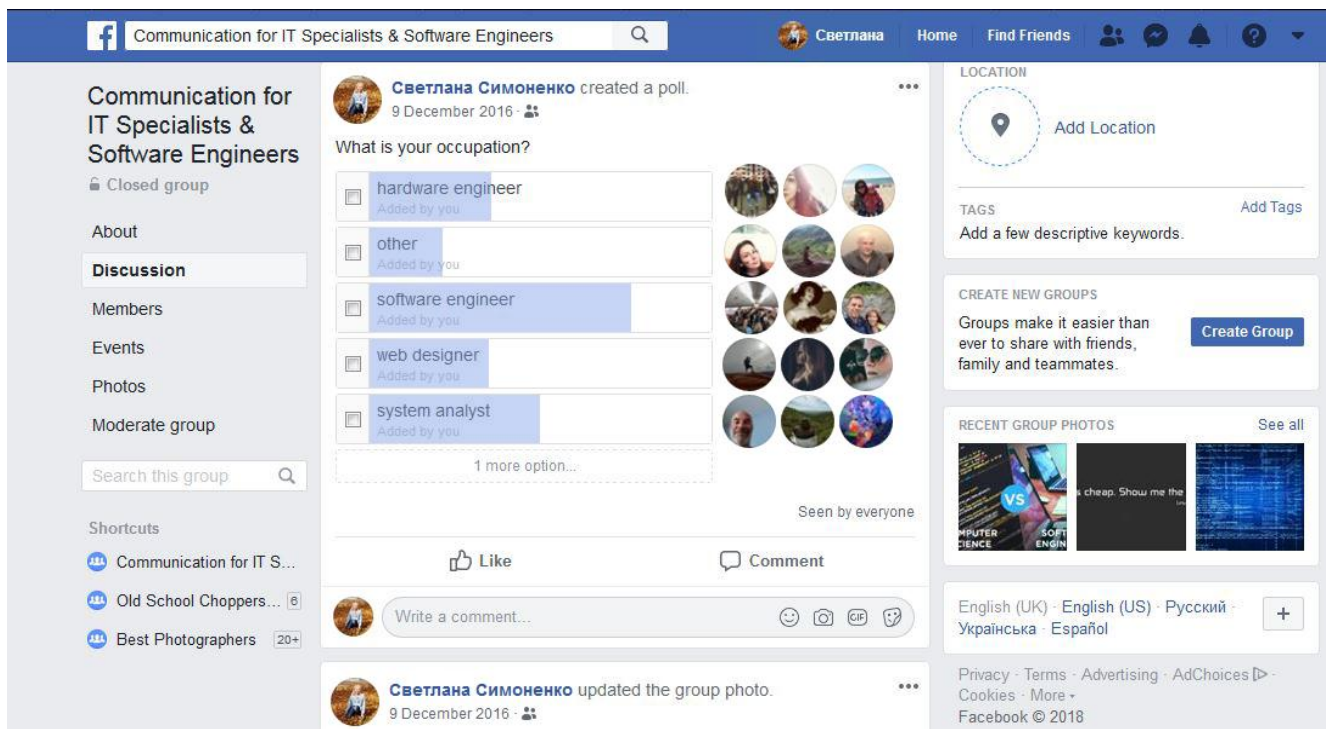 f
Communication for IT Specialists & Software Engineers
Светлана
Home
Find Friends
Communication for
IT Specialists &
Software Engineers
Closed group
About
Discussion
Members
Events
Photos
Moderate group
Search this group
Shortcuts
Communication for IT S...
Old School Choppers... 6
Best Photographers 20+
Светлана Симоненко created a poll.
9 December 2016 ·
What is your occupation?
hardware engineer
Added by you
other
Added by you
software engineer
Added by you
web designer
Added by you
system analyst
Added by you
1 more option...
Seen by everyone
Like
Comment
Write a comment...
GIF
Светлана Симоненко updated the group photo.
9 December 2016 ·
LOCATION
Add Location
TAGS
Add Tags
Add a few descriptive keywords.
CREATE NEW GROUPS
Groups make it easier than
ever to share with friends,
family and teammates.
Create Group
RECENT GROUP PHOTOS
See all
VS
MPUTER
CIENCE
SOFT
ENGIN
s cheap. Show me the
English (UK) · English (US) · Русский ·
Українська · Español
+
Privacy · Terms · Advertising · AdChoices ·
Cookies · More
Facebook © 2018